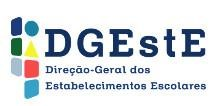 DGEstE
Direção-Geral dos
Estabelecimentos Escolares